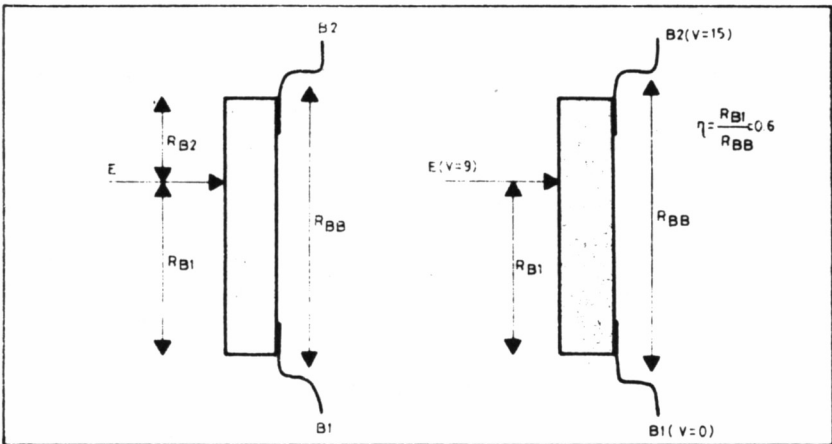 B2
RB2
E
RBB
RB1
B1
B2(V=15)
η=RB1/RBB=0.6
E(V=9)
RBB
RB1
B1(V=0)